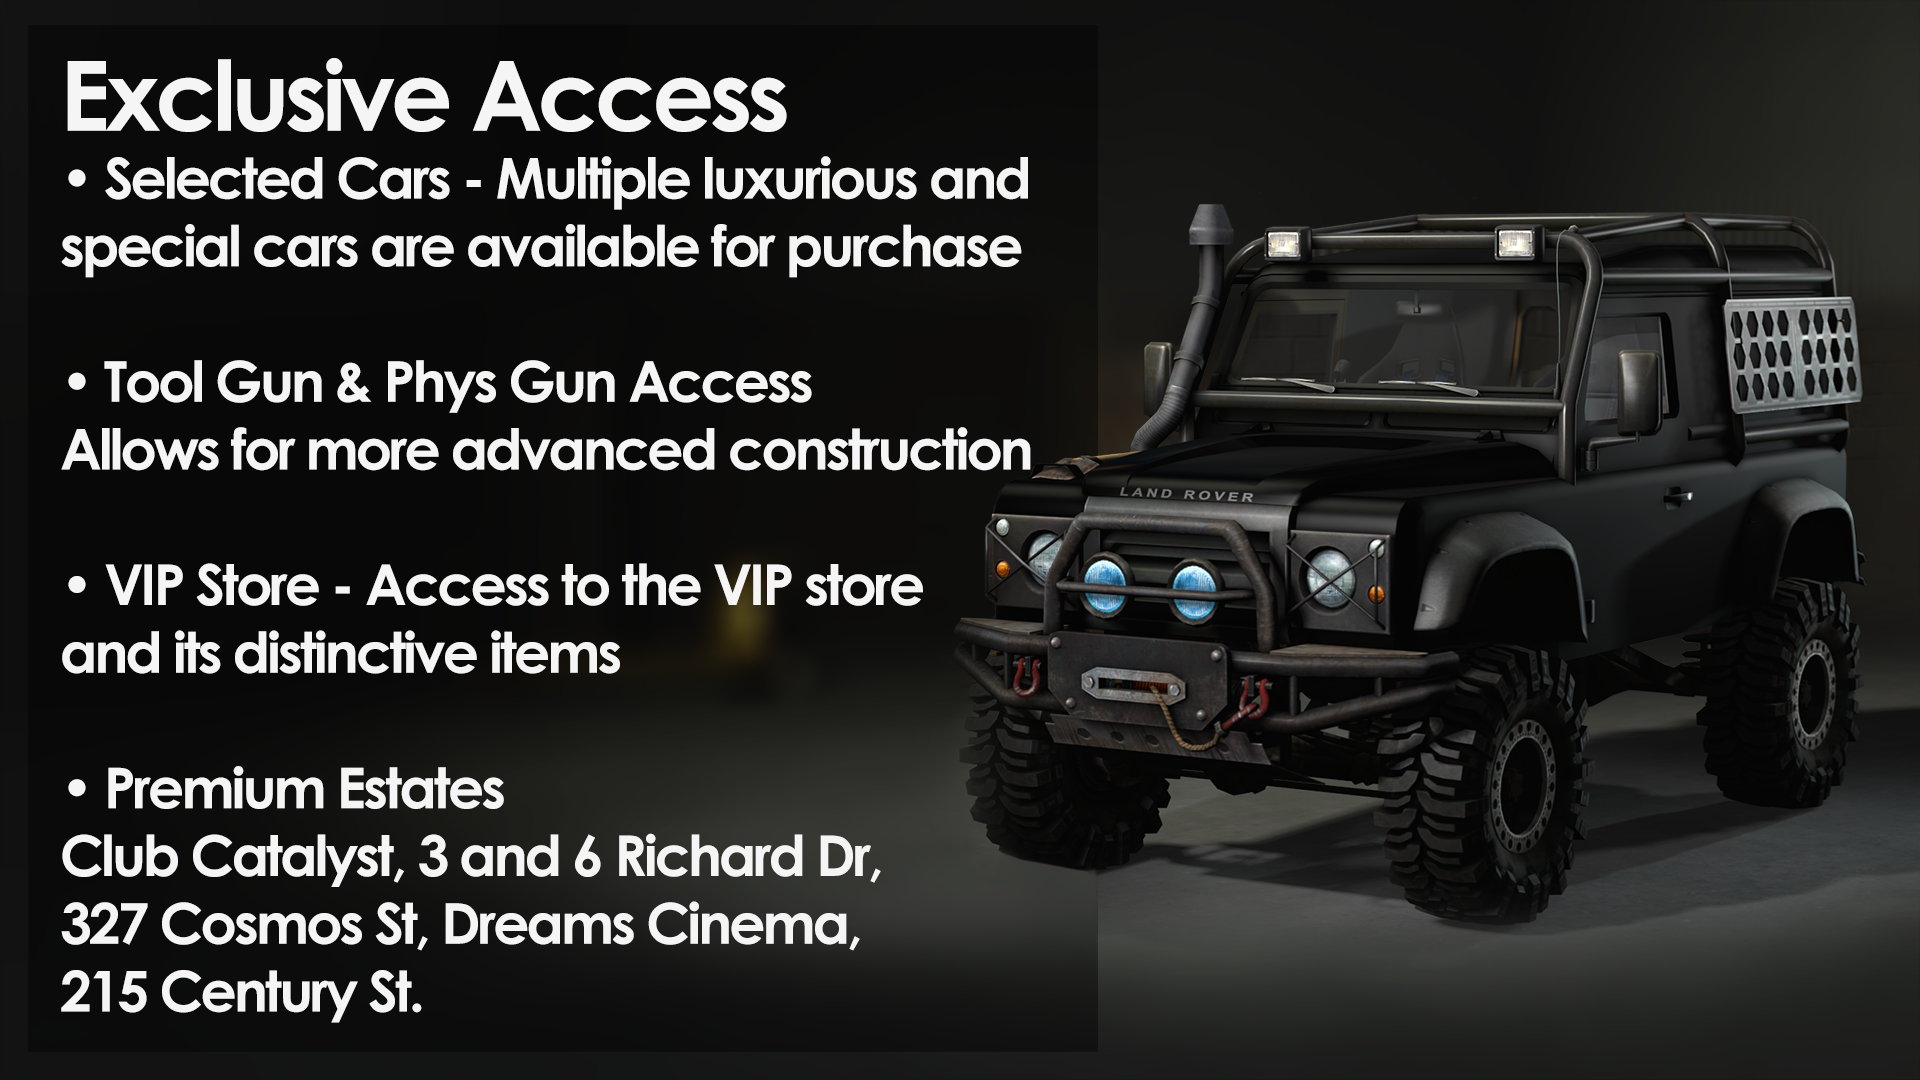 Exclusive Access
• Selected Cars - Multiple luxurious and
special cars are available for purchase
• Tool Gun & Phys Gun Access
Allows for more advanced construction
• VIP Store - Access to the VIP store
and its distinctive items
• Premium Estates
Club Catalyst, 3 and 6 Richard Dr,
327 Cosmos St, Dreams Cinema,
215 Century St.
LAND ROVER